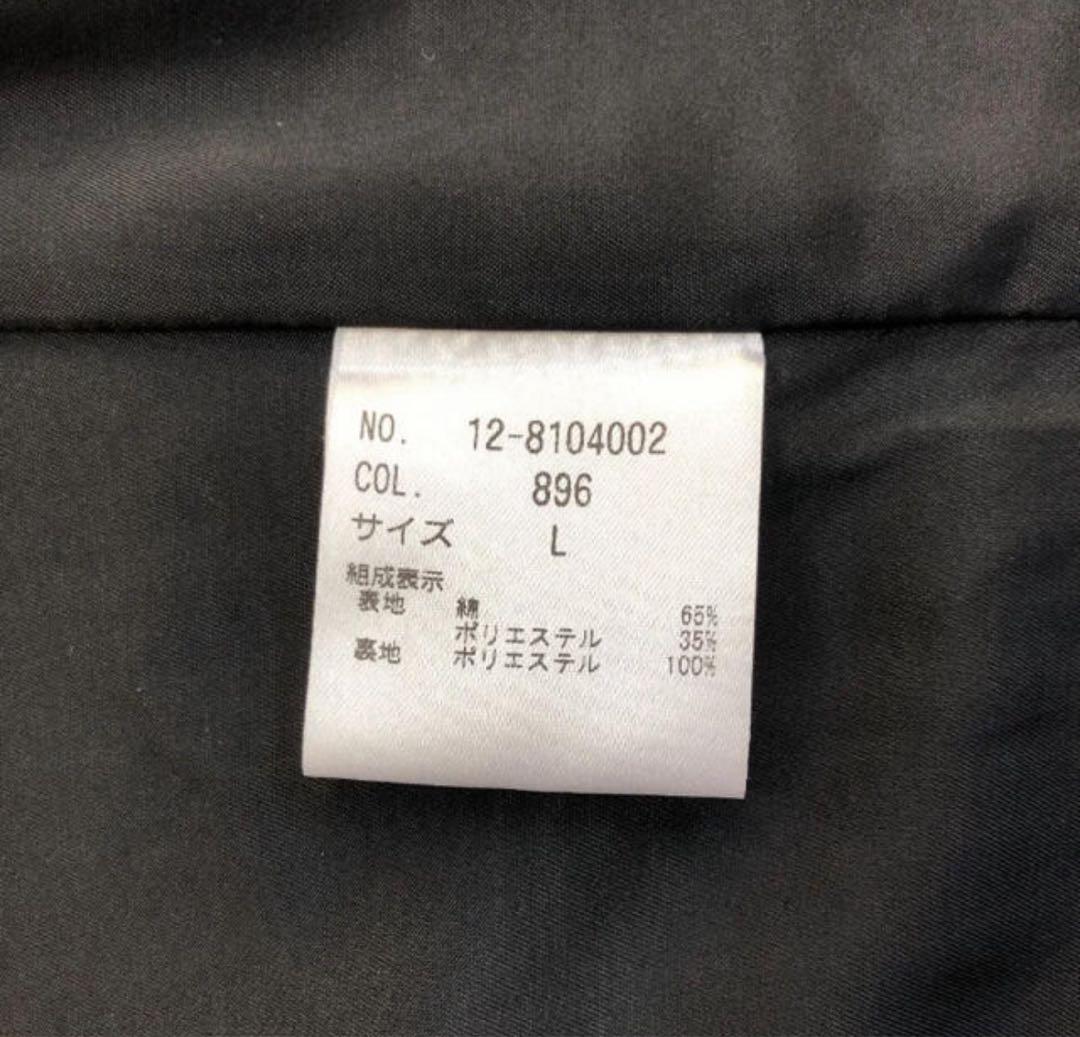 NO. 12-8104002
COL. 896
サイズ L
組成表示
表地 綿 65%
ポリエステル 35%
裏地 ポリエステル 100%